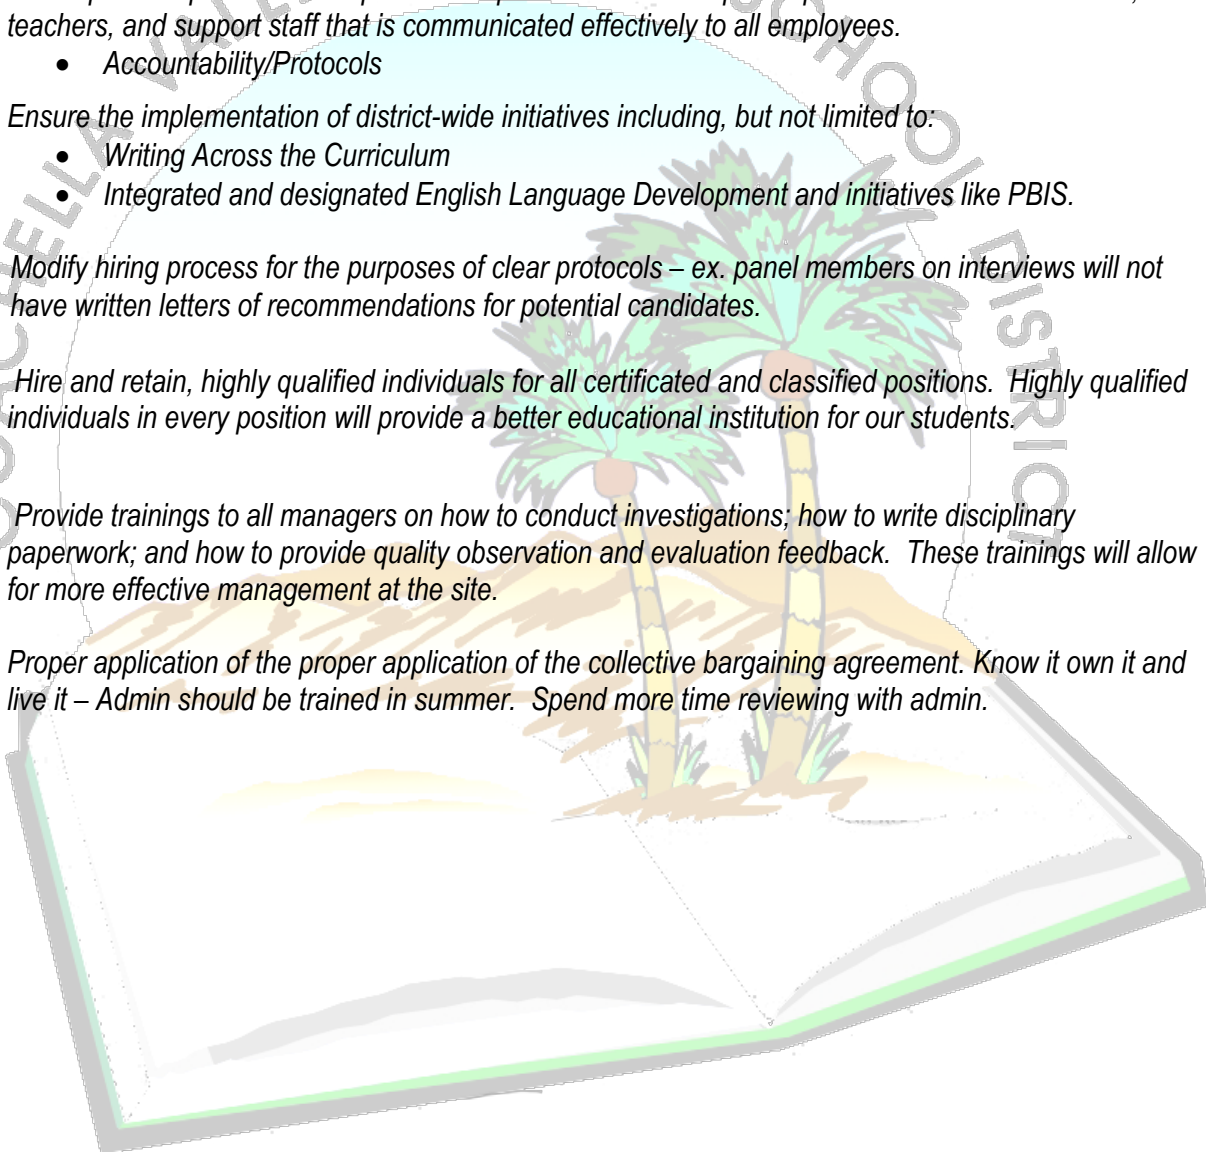 teachers, and support staff that is communicated effectively to all employees.
• Accountability/Protocols
Ensure the implementation of district-wide initiatives including, but not limited to:
• Writing Across the Curriculum
• Integrated and designated English Language Development and initiatives like PBIS.
Modify hiring process for the purposes of clear protocols – ex. panel members on interviews will not
have written letters of recommendations for potential candidates.
Hire and retain, highly qualified individuals for all certificated and classified positions.  Highly qualified
individuals in every position will provide a better educational institution for our students.
Provide trainings to all managers on how to conduct investigations; how to write disciplinary
paperwork; and how to provide quality observation and evaluation feedback.  These trainings will allow
for more effective management at the site.
Proper application of the proper application of the collective bargaining agreement. Know it own it and
live it – Admin should be trained in summer.  Spend more time reviewing with admin.
SCHOOL DISTRICT